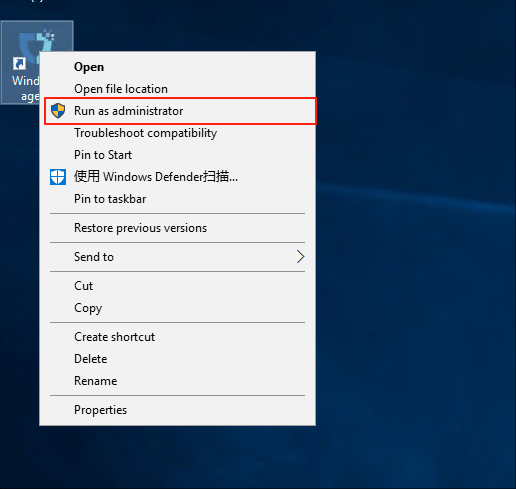 Wind
age
Open
Open file location
Run as administrator
Troubleshoot compatibility
Pin to Start
使用 Windows Defender扫描...
Pin to taskbar
Restore previous versions
Send to
Cut
Copy
Create shortcut
Delete
Rename
Properties